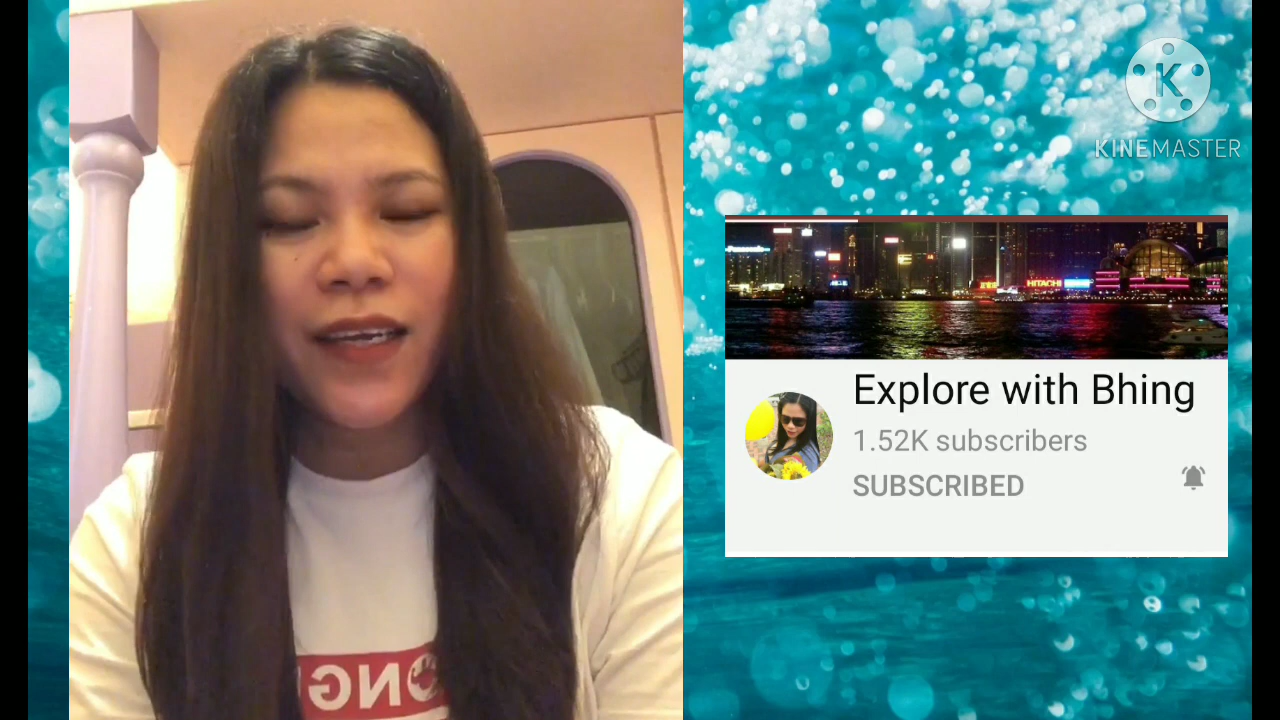 K
KINEMASTER
HITACHI
Explore with Bhing
1.52K subscribers
SUBSCRIBED